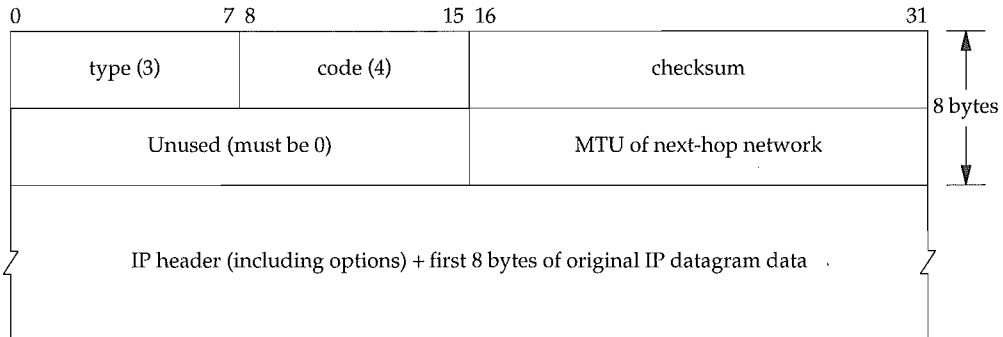 0 7 8 15 16 31
type (3) code (4) checksum
8 bytes
Unused (must be 0) MTU of next-hop network
IP header (including options) + first 8 bytes of original IP datagram data